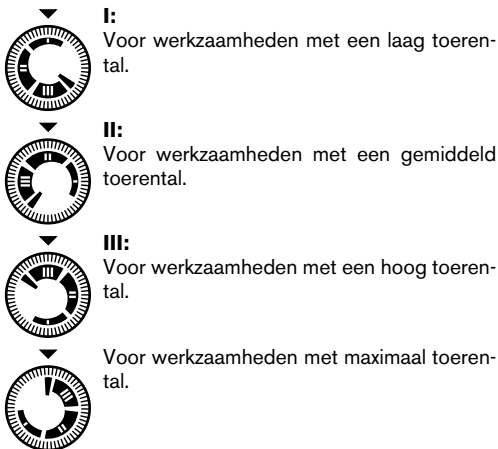 I:
Voor werkzaamheden met een laag toeren-
tal.
II:
Voor werkzaamheden met een gemiddeld
toerental.
III:
Voor werkzaamheden met een hoog toeren-
tal.
Voor werkzaamheden met maximaal toeren-
tal.